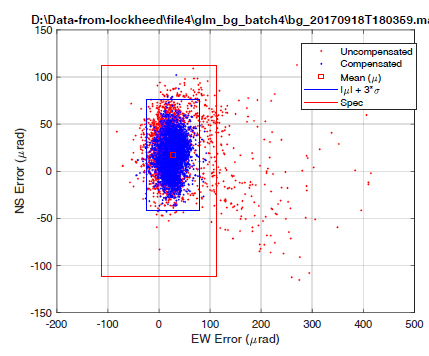 D:\Data-from-lockheed\file4\glm_bg_batch4\bg_20170918T180359.ma
150
100
50
0
-50
-100
-150
NS Error (μrad)
Uncompensated
Compensated
Mean (μ)
|μ| + 3*σ
Spec
-200 -100 0 100 200 300 400 500
EW Error (μrad)